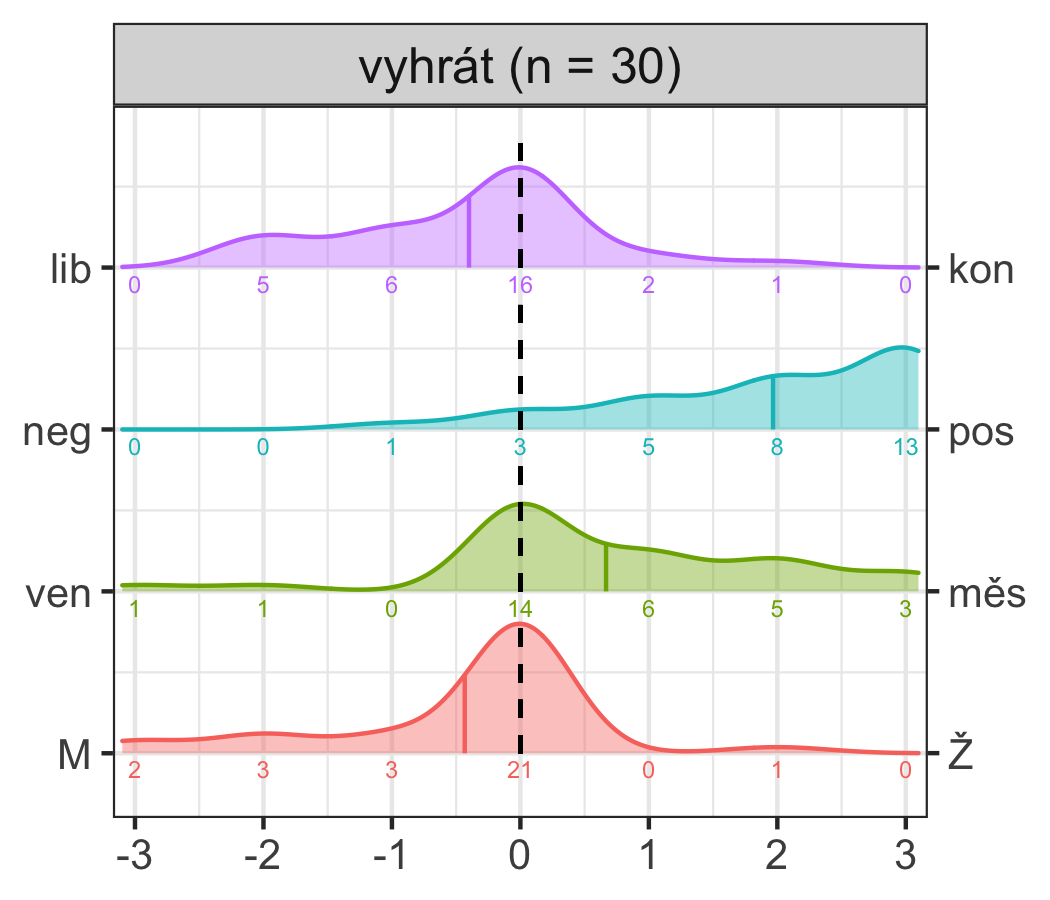 vyhrát (n = 30)
lib kon
0 5 6 16 2 1 0
neg pos
0 0 1 3 5 8 13
ven měs
1 1 0 14 6 5 3
M Ž
2 3 3 21 0 1 0
-3 -2 -1 0 1 2 3